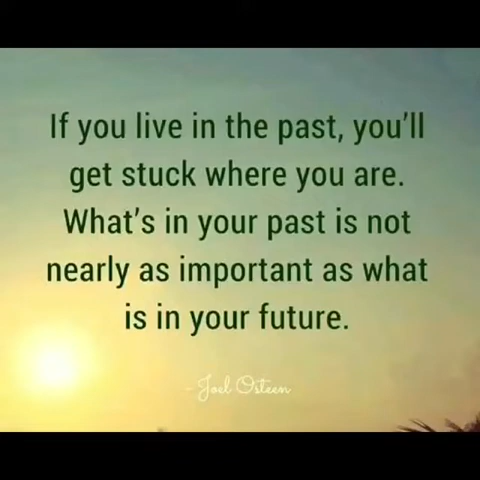 If you live in the past, you'll
get stuck where you are.
What's in your past is not
nearly as important as what
is in your future.
- Joel Osteen